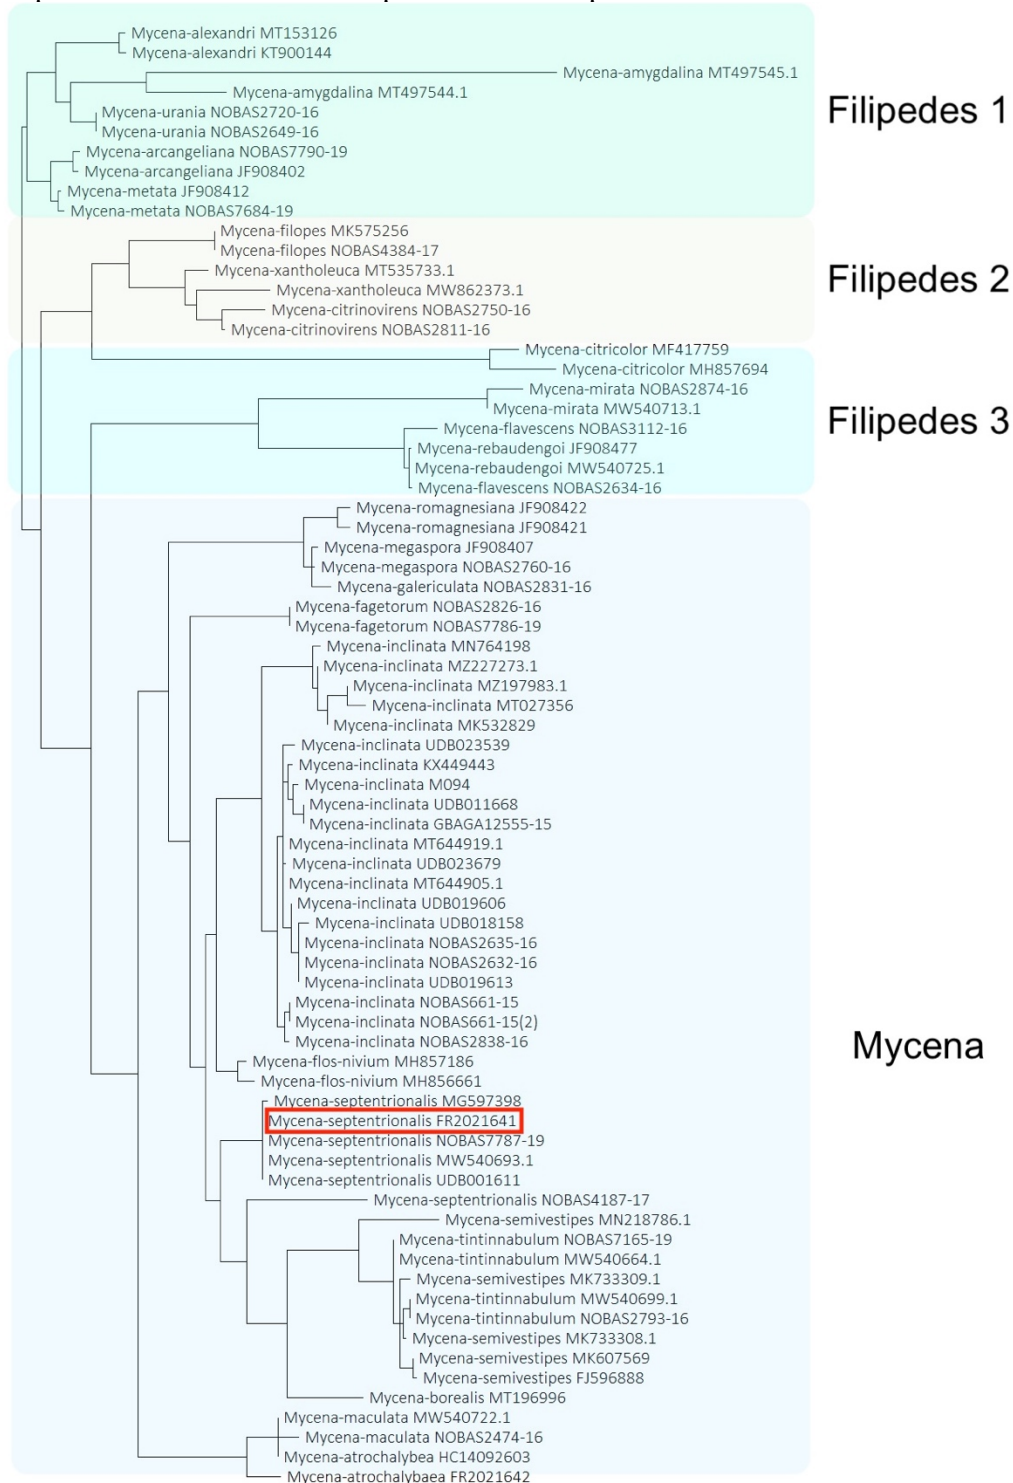 Mycena-alexandri MT153126
Mycena-alexandri KT900144
Mycena-amygdalina MT497545.1
Mycena-amygdalina MT497544.1
Mycena-urania NOBAS2720-16
Mycena-urania NOBAS2649-16
Mycena-arcangeliana NOBAS7790-19
Mycena-arcangeliana JF908402
Mycena-metata JF908412
Mycena-metata NOBAS7684-19
Filipedes 1
Mycena-filopes MK575256
Mycena-filopes NOBAS4384-17
Mycena-xantholeuca MT535733.1
Mycena-xantholeuca MW862373.1
Mycena-citrinovirens NOBAS2750-16
Mycena-citrinovirens NOBAS2811-16
Filipedes 2
Mycena-citricolor MF417759
Mycena-citricolor MH857694
Mycena-mirata NOBAS2874-16
Mycena-mirata MW540713.1
Mycena-flavescens NOBAS3112-16
Mycena-rebaudengoi JF908477
Mycena-rebaudengoi MW540725.1
Mycena-flavescens NOBAS2634-16
Filipedes 3
Mycena-romagnesiana JF908422
Mycena-romagnesiana JF908421
Mycena-megaspora JF908407
Mycena-megaspora NOBAS2760-16
Mycena-galericulata NOBAS2831-16
Mycena-fagetorum NOBAS2826-16
Mycena-fagetorum NOBAS7786-19
Mycena-inclinata MN764198
Mycena-inclinata MZ227273.1
Mycena-inclinata MZ197983.1
Mycena-inclinata MT027356
Mycena-inclinata MK532829
Mycena-inclinata UDB023539
Mycena-inclinata KX449443
Mycena-inclinata M094
Mycena-inclinata UDB011668
Mycena-inclinata GBAGA12555-15
Mycena-inclinata MT644919.1
Mycena-inclinata UDB023679
Mycena-inclinata MT644905.1
Mycena-inclinata UDB019606
Mycena-inclinata UDB018158
Mycena-inclinata NOBAS2635-16
Mycena-inclinata NOBAS2632-16
Mycena-inclinata UDB019613
Mycena-inclinata NOBAS661-15
Mycena-inclinata NOBAS661-15(2)
Mycena-inclinata NOBAS2838-16
Mycena-flos-nivium MH857186
Mycena-flos-nivium MH856661
Mycena-septentrionalis MG597398
Mycena-septentrionalis FR2021641
Mycena-septentrionalis NOBAS7787-19
Mycena-septentrionalis MW540693.1
Mycena-septentrionalis UDB001611
Mycena-septentrionalis NOBAS4187-17
Mycena-semivestipes MN218786.1
Mycena-tintinnabulum NOBAS7165-19
Mycena-tintinnabulum MW540664.1
Mycena-semivestipes MK733309.1
Mycena-tintinnabulum MW540699.1
Mycena-tintinnabulum NOBAS2793-16
Mycena-semivestipes MK733308.1
Mycena-semivestipes MK607569
Mycena-semivestipes FJ596888
Mycena-borealis MT196996
Mycena-maculata MW540722.1
Mycena-maculata NOBAS2474-16
Mycena-atrochalybea HC14092603
Mycena-atrochalybaea FR2021642
Mycena